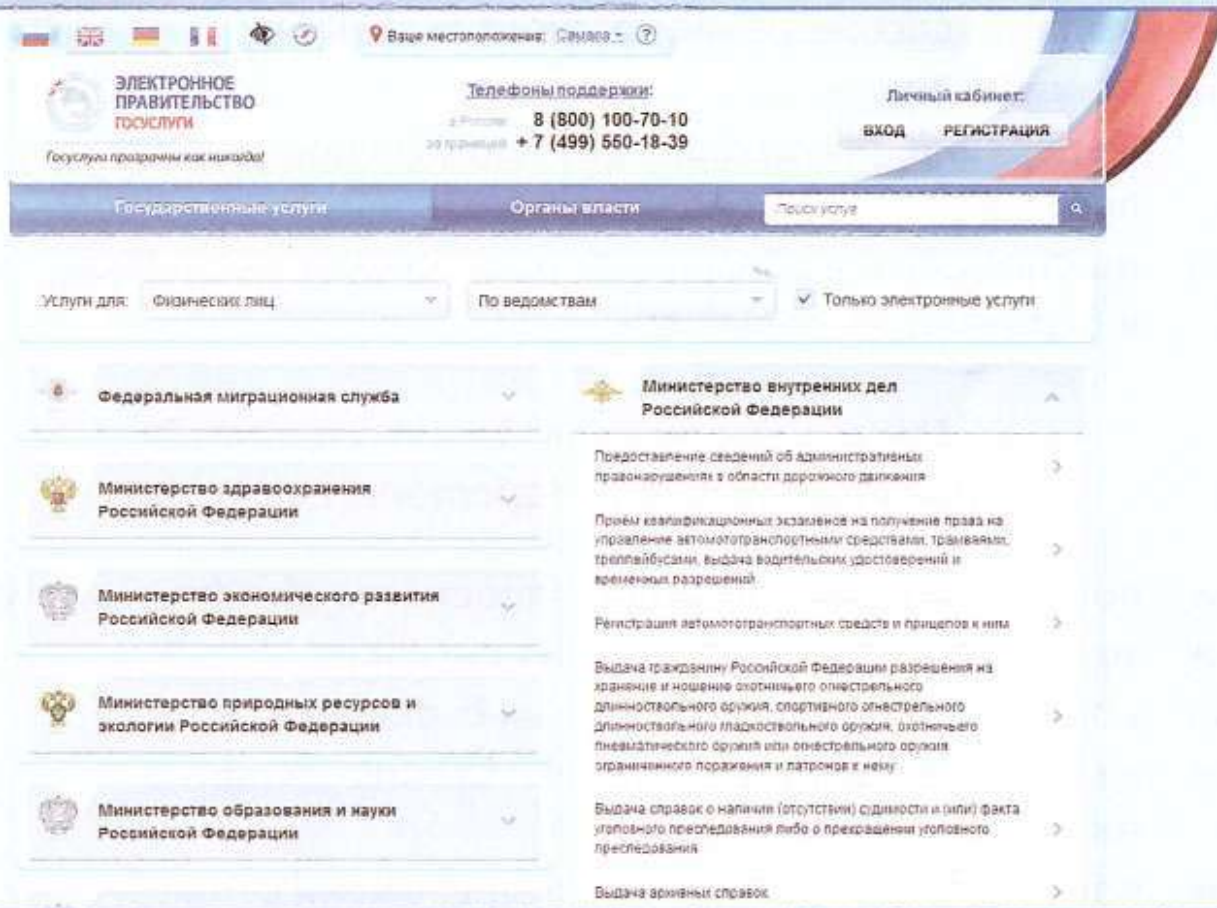 Ваше местоположение: Самара ?
ЭЛЕКТРОННОЕ
ПРАВИТЕЛЬСТВО
ГОСУСЛУГИ
Госуслуги прозрачны как никогда!
Телефоны поддержки:
в России 8 (800) 100-70-10
за границей +7 (499) 550-18-39
Личный кабинет:
ВХОД РЕГИСТРАЦИЯ
Государственные услуги
Органы власти
Поиск услуг
Услуги для: Физических лиц
По ведомствам
Только электронные услуги
Федеральная миграционная служба
Министерство здравоохранения
Российской Федерации
Министерство экономического развития
Российской Федерации
Министерство природных ресурсов и
экологии Российской Федерации
Министерство образования и науки
Российской Федерации
Министерство внутренних дел
Российской Федерации
Предоставление сведений об административных
правонарушениях в области дорожного движения
Приём квалификационных экзаменов на получение права на
управление автомототранспортными средствами, трамваями,
троллейбусами, выдача водительских удостоверений и
временных разрешений
Регистрация автомототранспортных средств и прицепов к ним
Выдача гражданину Российской Федерации разрешения на
хранение и ношение охотничьего огнестрельного
длинноствольного оружия, спортивного огнестрельного
длинноствольного гладкоствольного оружия, охотничьего
пневматического оружия или огнестрельного оружия
ограниченного поражения и патронов к нему
Выдача справок о наличии (отсутствии) судимости и (или) факта
уголовного преследования либо о прекращении уголовного
преследования
Выдача архивных справок